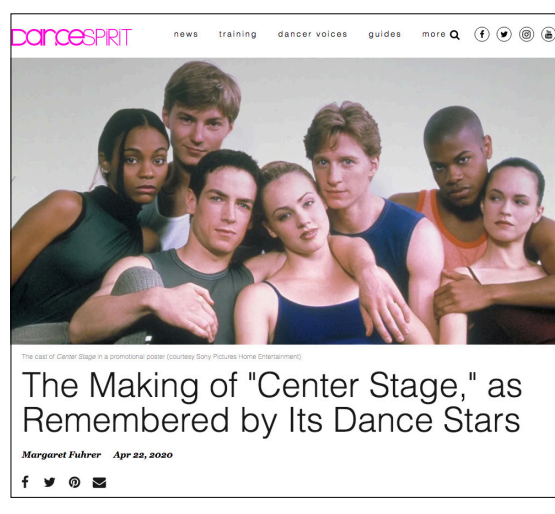 DANCESPIRIT
news training dancer voices guides more
The cast of Center Stage in a promotional poster (courtesy Sony Pictures Home Entertainment)
The Making of "Center Stage," as
Remembered by Its Dance Stars
Margaret Fuhrer Apr 22, 2020